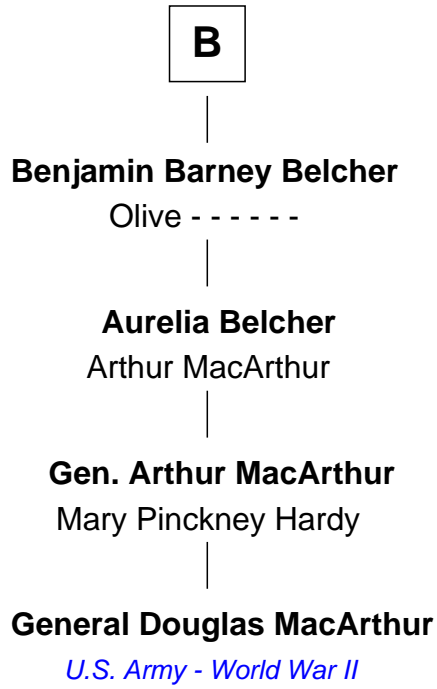 B
Benjamin Barney Belcher
Olive - - - - - -
Aurelia Belcher
Arthur MacArthur
Gen. Arthur MacArthur
Mary Pinckney Hardy
General Douglas MacArthur
U.S. Army - World War II